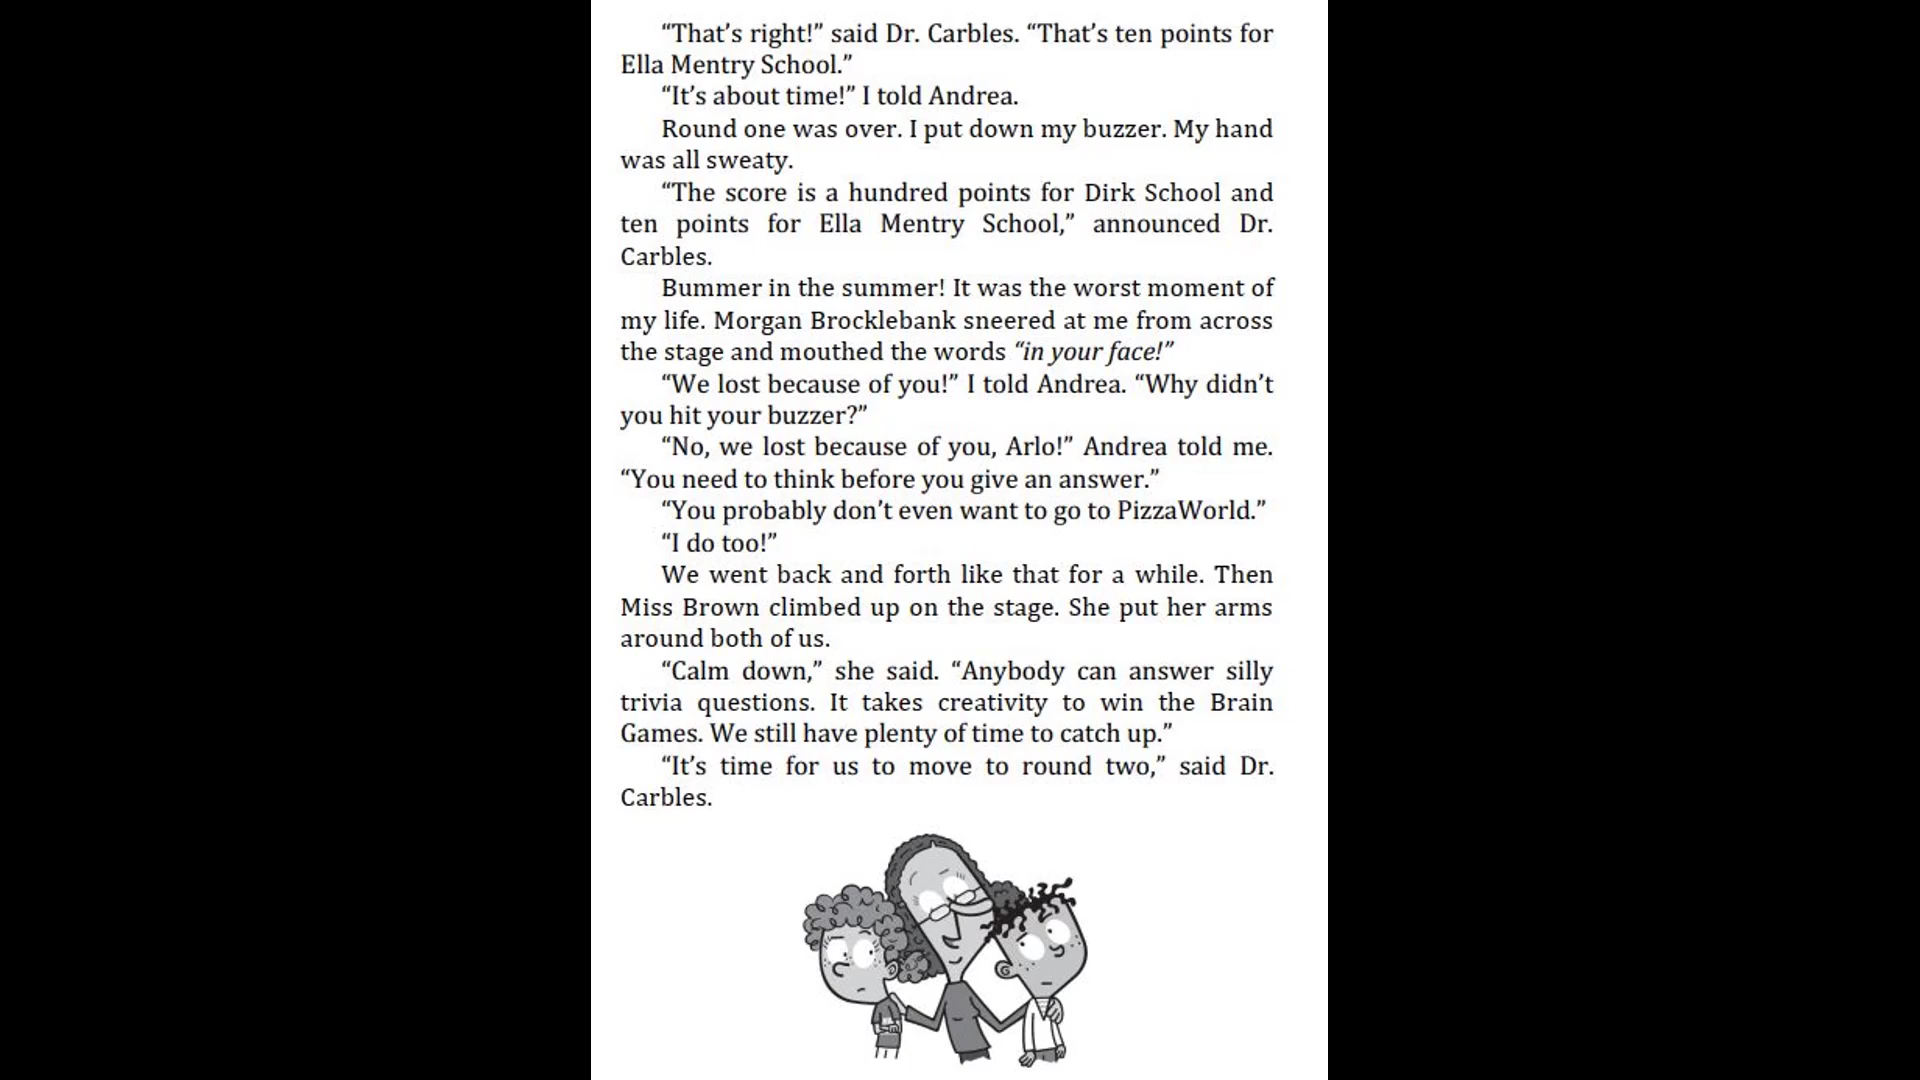 “That’s right!” said Dr. Carbles. “That’s ten points for
Ella Mentry School.”
“It’s about time!” I told Andrea.
Round one was over. I put down my buzzer. My hand
was all sweaty.
“The score is a hundred points for Dirk School and
ten points for Ella Mentry School,” announced Dr.
Carbles.
Bummer in the summer! It was the worst moment of
my life. Morgan Brocklebank sneered at me from across
the stage and mouthed the words “in your face!”
“We lost because of you!” I told Andrea. “Why didn’t
you hit your buzzer?”
“No, we lost because of you, Arlo!” Andrea told me.
“You need to think before you give an answer.”
“You probably don’t even want to go to PizzaWorld.”
“I do too!”
We went back and forth like that for a while. Then
Miss Brown climbed up on the stage. She put her arms
around both of us.
“Calm down,” she said. “Anybody can answer silly
trivia questions. It takes creativity to win the Brain
Games. We still have plenty of time to catch up.”
“It’s time for us to move to round two,” said Dr.
Carbles.